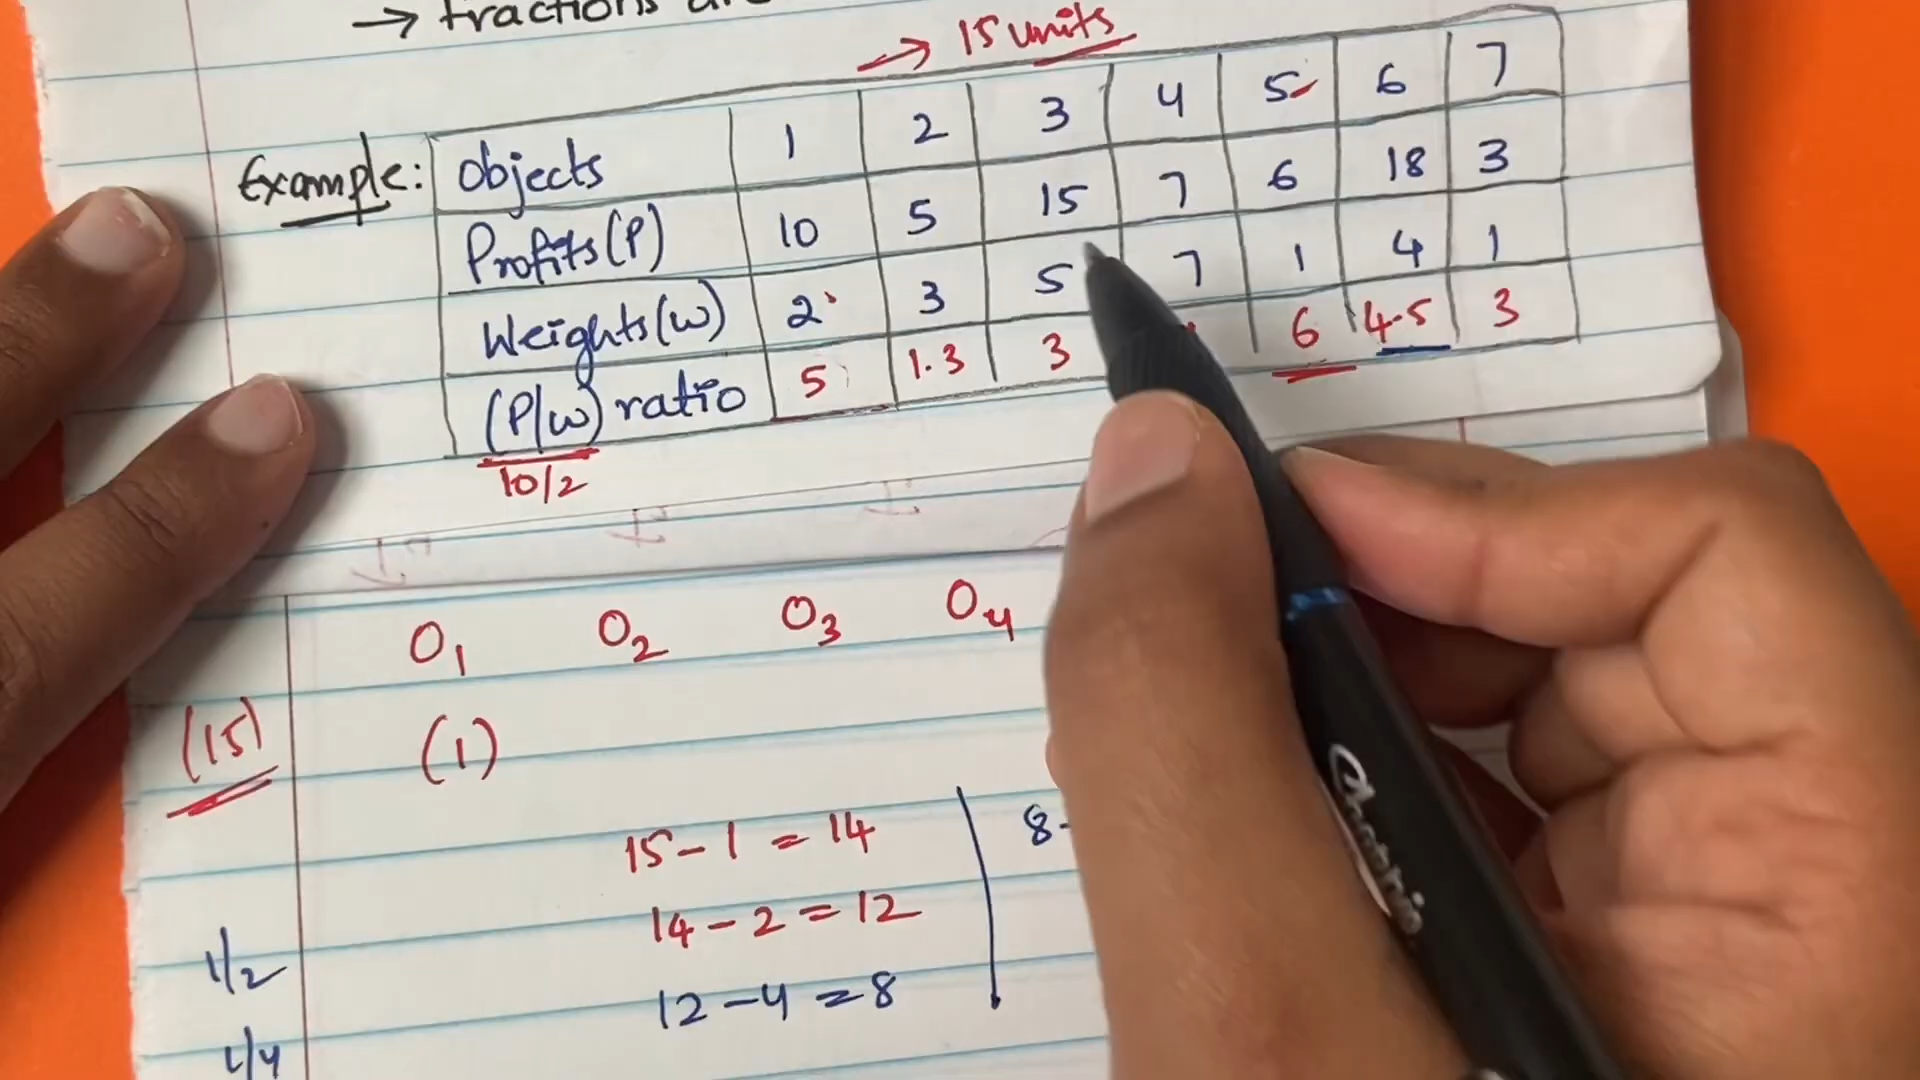 → fractions
→ 15 units
Example: Objects 1 2 3 4 5 6 7
Profits(P) 10 5 15 7 6 18 3
Weights(w) 2 3 5 7 1 4 1
(P/w) ratio 5 1.3 3 6 4.5 3
10/2
O1 O2 O3 O4
(15) (1)
15 - 1 = 14 8-
14 - 2 = 12
1/2
12 - 4 = 8
1/4